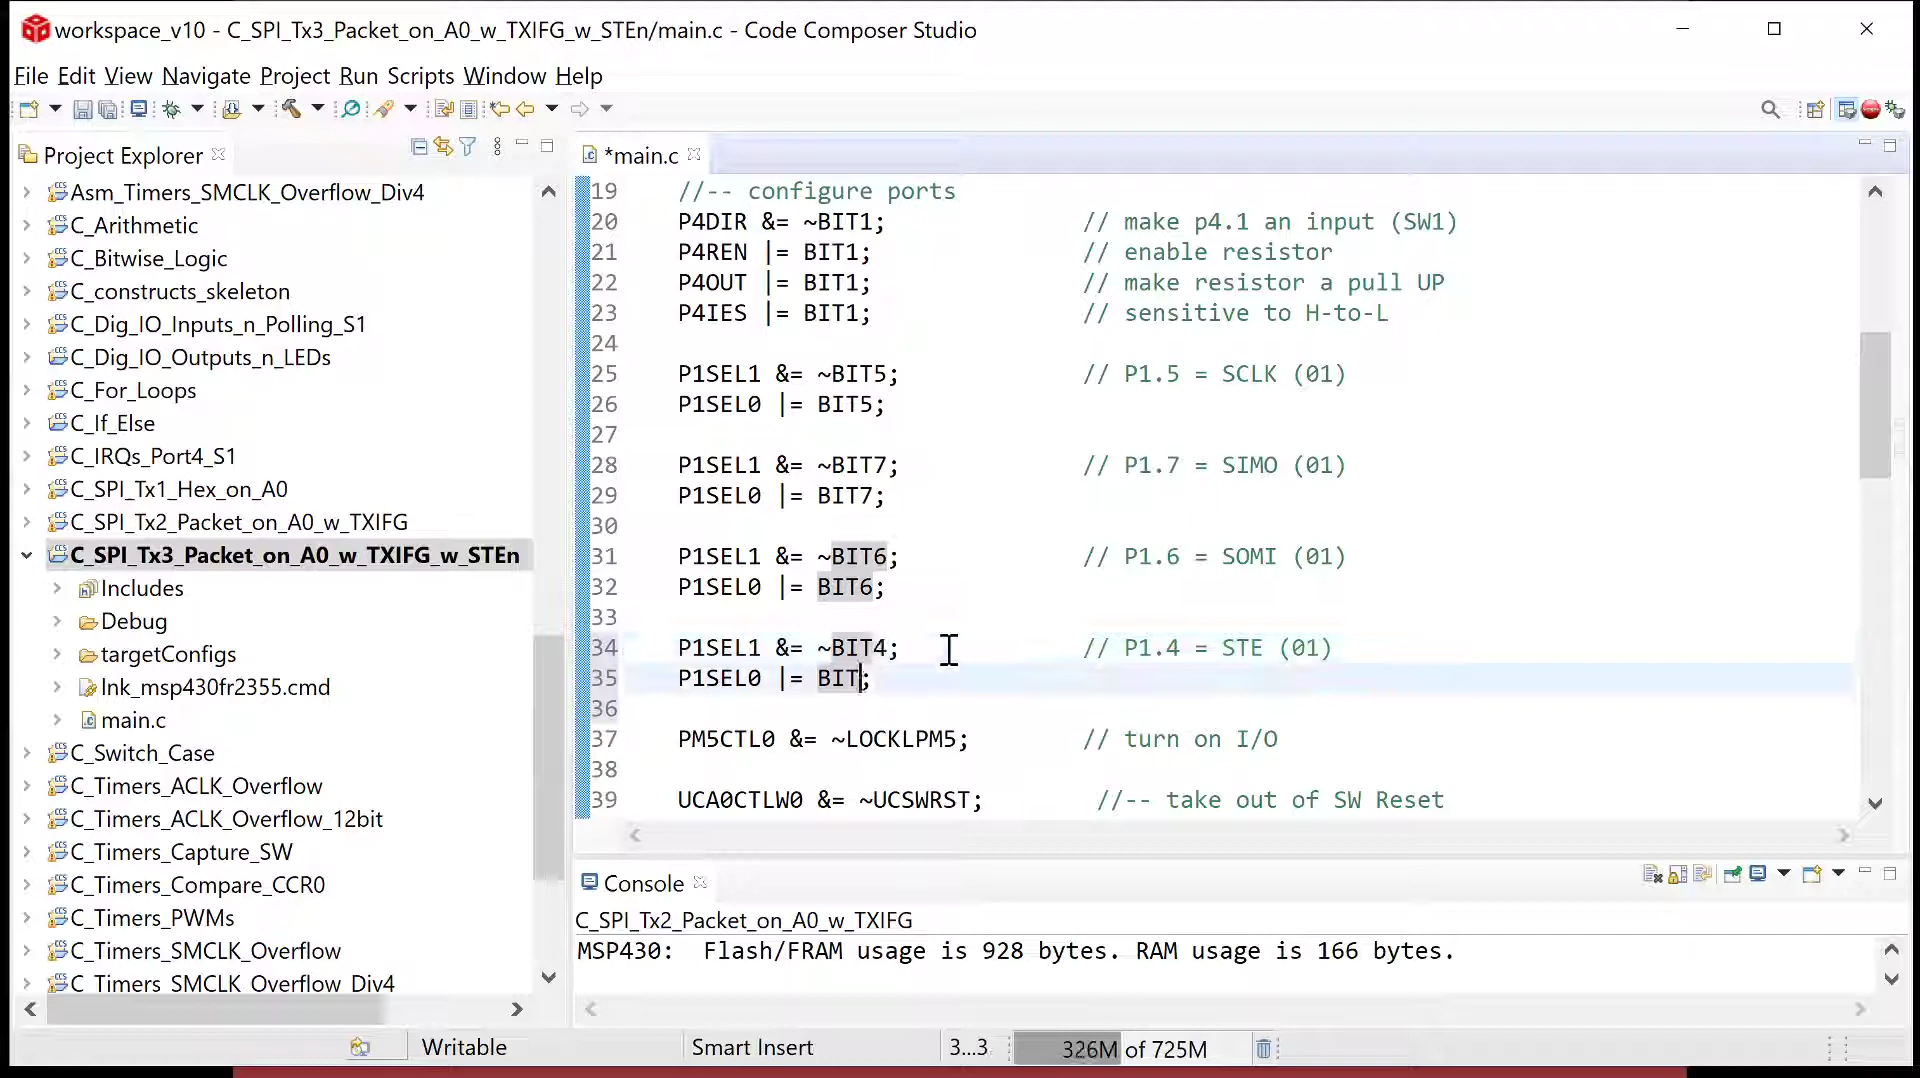 workspace_v10 - C_SPI_Tx3_Packet_on_A0_w_TXIFG_w_STEn/main.c - Code Composer Studio
File Edit View Navigate Project Run Scripts Window Help
Project Explorer
Asm_Timers_SMCLK_Overflow_Div4
C_Arithmetic
C_Bitwise_Logic
C_constructs_skeleton
C_Dig_IO_Inputs_n_Polling_S1
C_Dig_IO_Outputs_n_LEDs
C_For_Loops
C_If_Else
C_IRQs_Port4_S1
C_SPI_Tx1_Hex_on_A0
C_SPI_Tx2_Packet_on_A0_w_TXIFG
C_SPI_Tx3_Packet_on_A0_w_TXIFG_w_STEn
Includes
Debug
targetConfigs
lnk_msp430fr2355.cmd
main.c
C_Switch_Case
C_Timers_ACLK_Overflow
C_Timers_ACLK_Overflow_12bit
C_Timers_Capture_SW
C_Timers_Compare_CCR0
C_Timers_PWMs
C_Timers_SMCLK_Overflow
C_Timers_SMCLK_Overflow_Div4
*main.c
19 //-- configure ports
20 P4DIR &= ~BIT1; // make p4.1 an input (SW1)
21 P4REN |= BIT1; // enable resistor
22 P4OUT |= BIT1; // make resistor a pull UP
23 P4IES |= BIT1; // sensitive to H-to-L
24
25 P1SEL1 &= ~BIT5; // P1.5 = SCLK (01)
26 P1SEL0 |= BIT5;
27
28 P1SEL1 &= ~BIT7; // P1.7 = SIMO (01)
29 P1SEL0 |= BIT7;
30
31 P1SEL1 &= ~BIT6; // P1.6 = SOMI (01)
32 P1SEL0 |= BIT6;
33
34 P1SEL1 &= ~BIT4; // P1.4 = STE (01)
35 P1SEL0 |= BIT;
36
37 PM5CTL0 &= ~LOCKLPM5; // turn on I/O
38
39 UCA0CTLW0 &= ~UCSWRST; //-- take out of SW Reset
Console
C_SPI_Tx2_Packet_on_A0_w_TXIFG
MSP430: Flash/FRAM usage is 928 bytes. RAM usage is 166 bytes.
Writable Smart Insert 3...3 326M of 725M